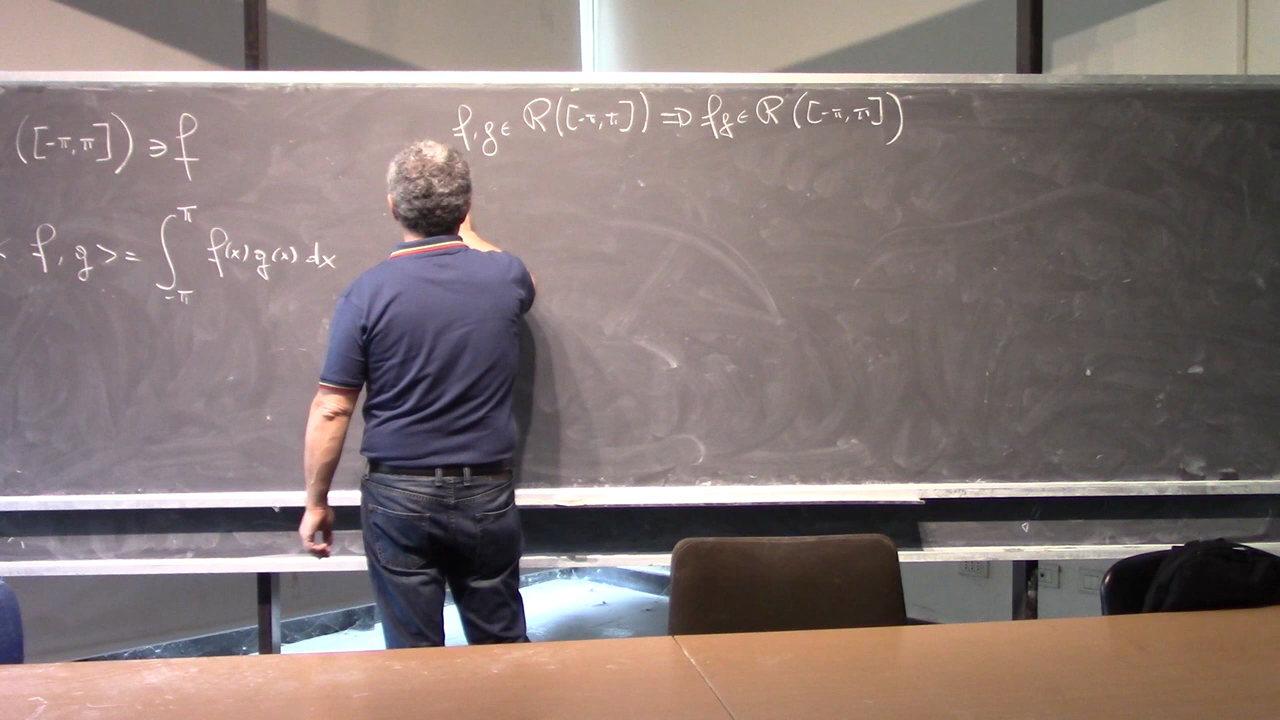 ([-π,π]) ∋ f
f, g > = ∫_{-π}^{π} f(x) g(x) dx
f, g ∈ R([-π,π]) ⇒ fg ∈ R([-π,π])